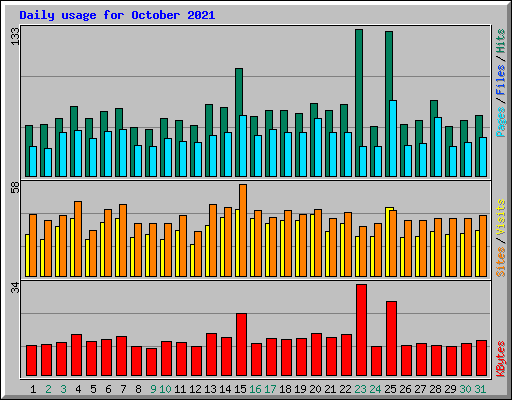 Daily usage for October 2021
133
Pages / Files / Hits
58
Sites / Visits
34
KBytes
1 2 3 4 5 6 7 8 9 10 11 12 13 14 15 16 17 18 19 20 21 22 23 24 25 26 27 28 29 30 31